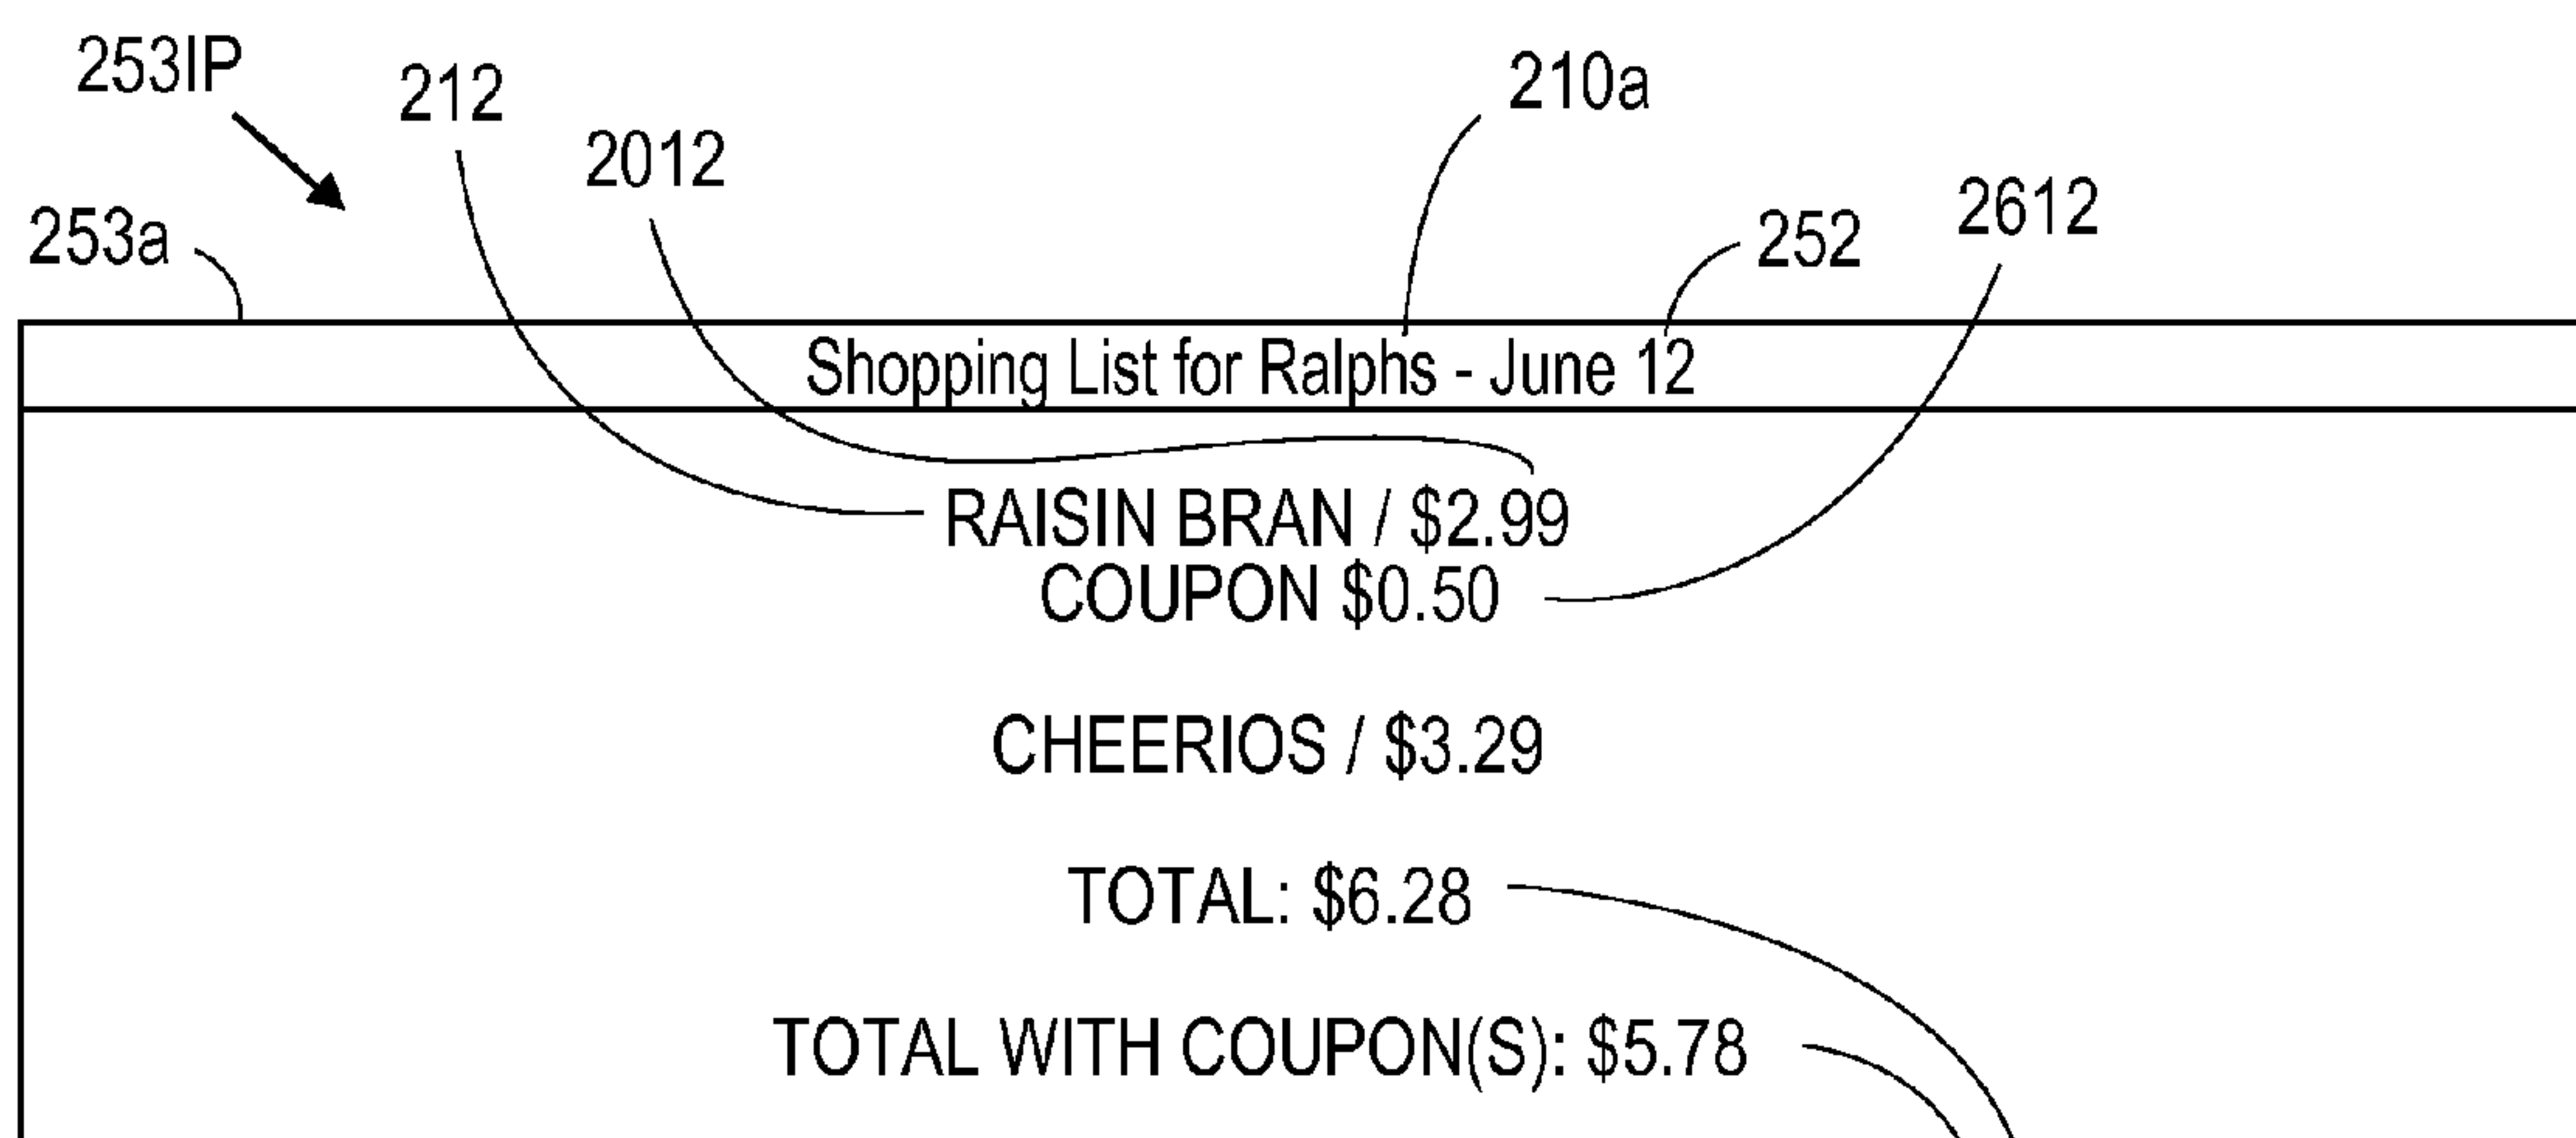 253IP
212
210a
2012
2612
253a
252
Shopping List for Ralphs - June 12
RAISIN BRAN / $2.99
COUPON $0.50
CHEERIOS / $3.29
TOTAL: $6.28
TOTAL WITH COUPON(S): $5.78